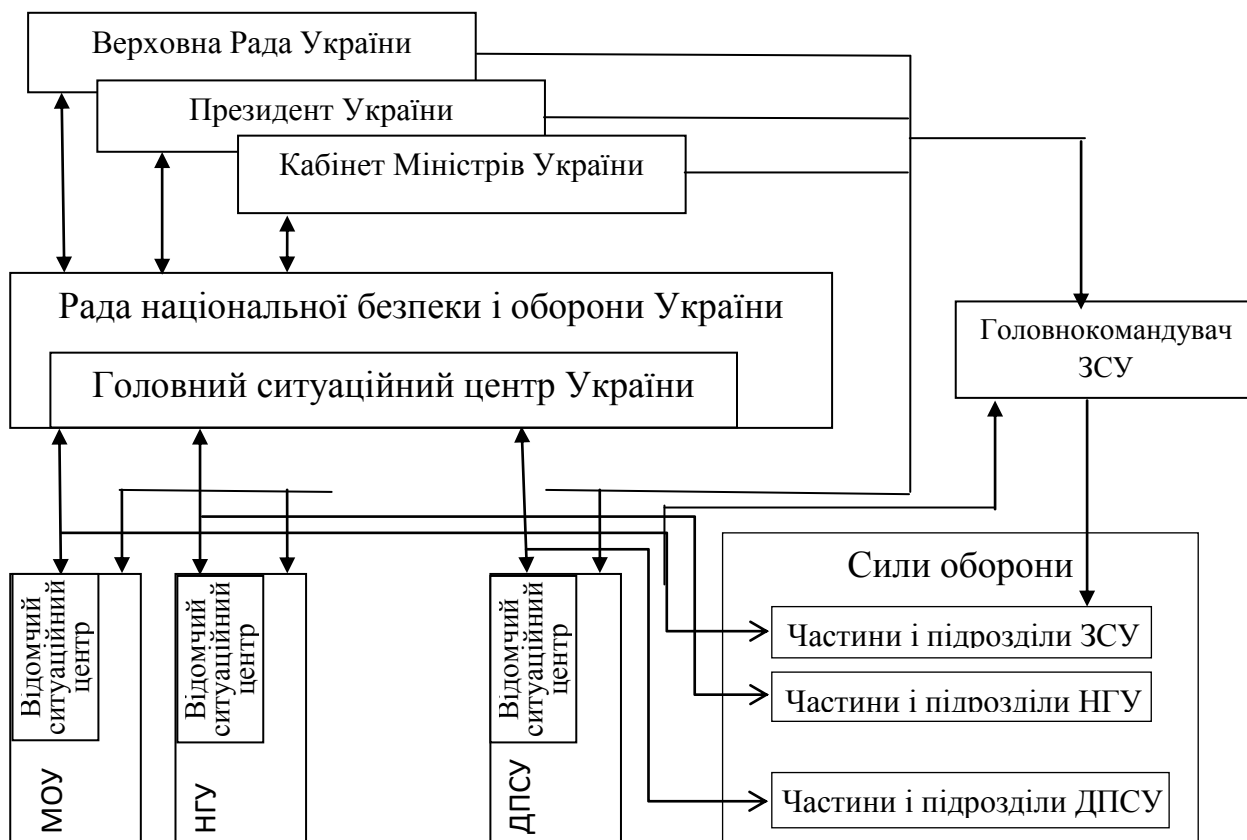 Верховна Рада України
Президент України
Кабінет Міністрів України
Рада національної безпеки і оборони України
Головний ситуаційний центр України
Головнокомандувач
ЗСУ
Сили оборони
Частини і підрозділи ЗСУ
Частини і підрозділи НГУ
Частини і підрозділи ДПСУ
Відомчий
ситуаційний
центр
МОУ
Відомчий
ситуаційний
центр
НГУ
Відомчий
ситуаційний
центр
ДПСУ